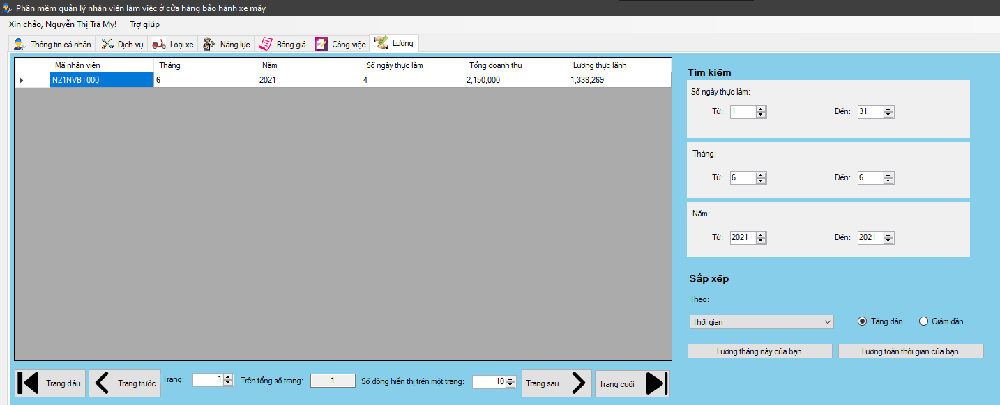 Phần mềm quản lý nhân viên làm việc ở cửa hàng bảo hành xe máy
Xin chào, Nguyễn Thị Trà My! Trợ giúp
Thông tin cá nhân Dịch vụ Loại xe Năng lực Bảng giá Công việc Lương
Mã nhân viên Tháng Năm Số ngày thực làm Tổng doanh thu Lương thực lãnh
N21NVBT000 6 2021 4 2,150,000 1,338,269
Tìm kiếm
Số ngày thực làm:
Từ: 1 Đến: 31
Tháng:
Từ: 6 Đến: 6
Năm:
Từ: 2021 Đến: 2021
Sắp xếp
Theo:
Thời gian Tăng dần Giảm dần
Lương tháng này của bạn Lương toàn thời gian của bạn
Trang đầu Trang trước Trang: 1 Trên tổng số trang: 1 Số dòng hiển thị trên một trang: 10 Trang sau Trang cuối